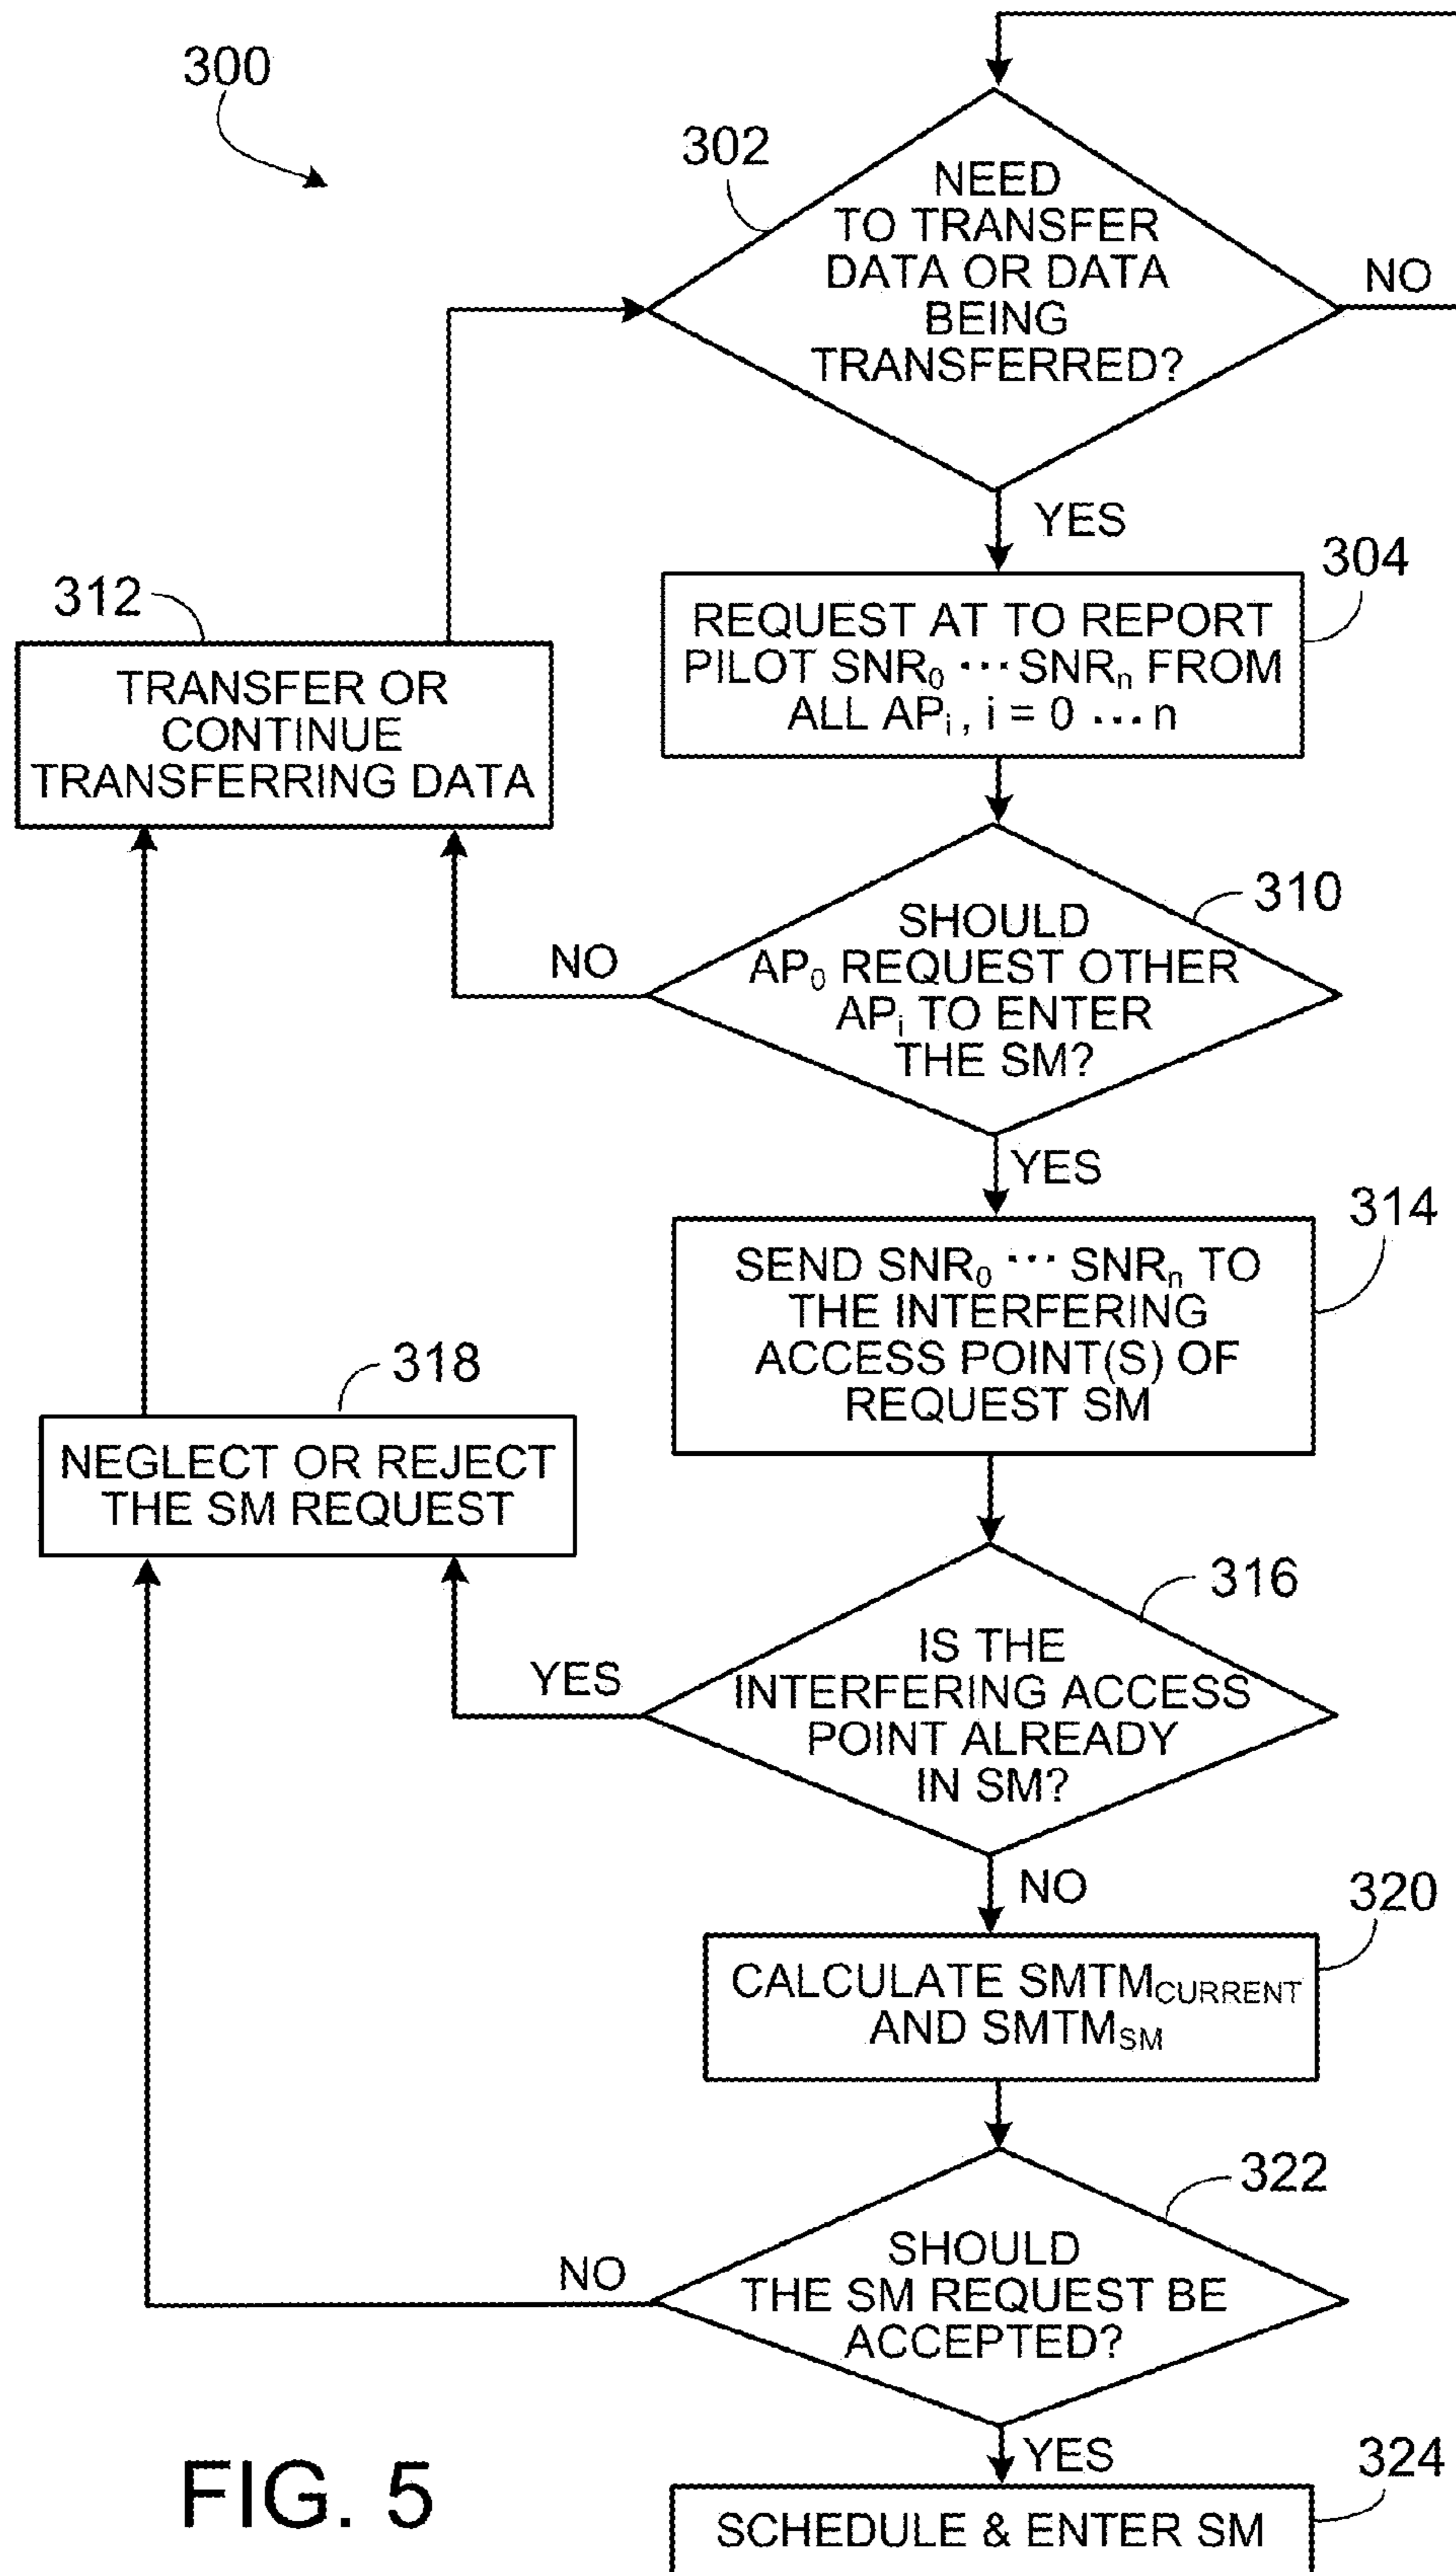 300
302
NEED
TO TRANSFER
DATA OR DATA
BEING
TRANSFERRED?
NO
YES
304
REQUEST AT TO REPORT
PILOT SNR₀ ··· SNRₙ FROM
ALL APᵢ, i = 0 ··· n
312
TRANSFER OR
CONTINUE
TRANSFERRING DATA
310
SHOULD
AP₀ REQUEST OTHER
APᵢ TO ENTER
THE SM?
NO
YES
314
SEND SNR₀ ··· SNRₙ TO
THE INTERFERING
ACCESS POINT(S) OF
REQUEST SM
318
NEGLECT OR REJECT
THE SM REQUEST
316
IS THE
INTERFERING ACCESS
POINT ALREADY
IN SM?
YES
NO
320
CALCULATE SMTM_CURRENT
AND SMTM_SM
322
SHOULD
THE SM REQUEST BE
ACCEPTED?
NO
YES
324
SCHEDULE & ENTER SM
FIG. 5